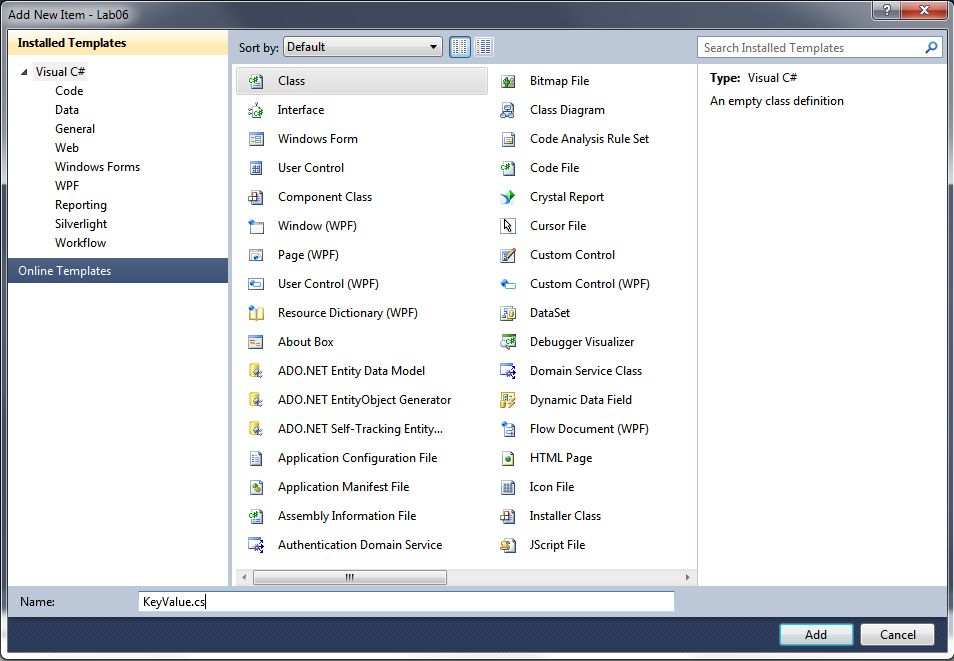 Add New Item - Lab06
Installed Templates
Visual C#
Code
Data
General
Web
Windows Forms
WPF
Reporting
Silverlight
Workflow
Online Templates
Sort by: Default
Class
Interface
Windows Form
User Control
Component Class
Window (WPF)
Page (WPF)
User Control (WPF)
Resource Dictionary (WPF)
About Box
ADO.NET Entity Data Model
ADO.NET EntityObject Generator
ADO.NET Self-Tracking Entity...
Application Configuration File
Application Manifest File
Assembly Information File
Authentication Domain Service
Bitmap File
Class Diagram
Code Analysis Rule Set
Code File
Crystal Report
Cursor File
Custom Control
Custom Control (WPF)
DataSet
Debugger Visualizer
Domain Service Class
Dynamic Data Field
Flow Document (WPF)
HTML Page
Icon File
Installer Class
JScript File
Search Installed Templates
Type: Visual C#
An empty class definition
Name: KeyValue.cs
Add Cancel